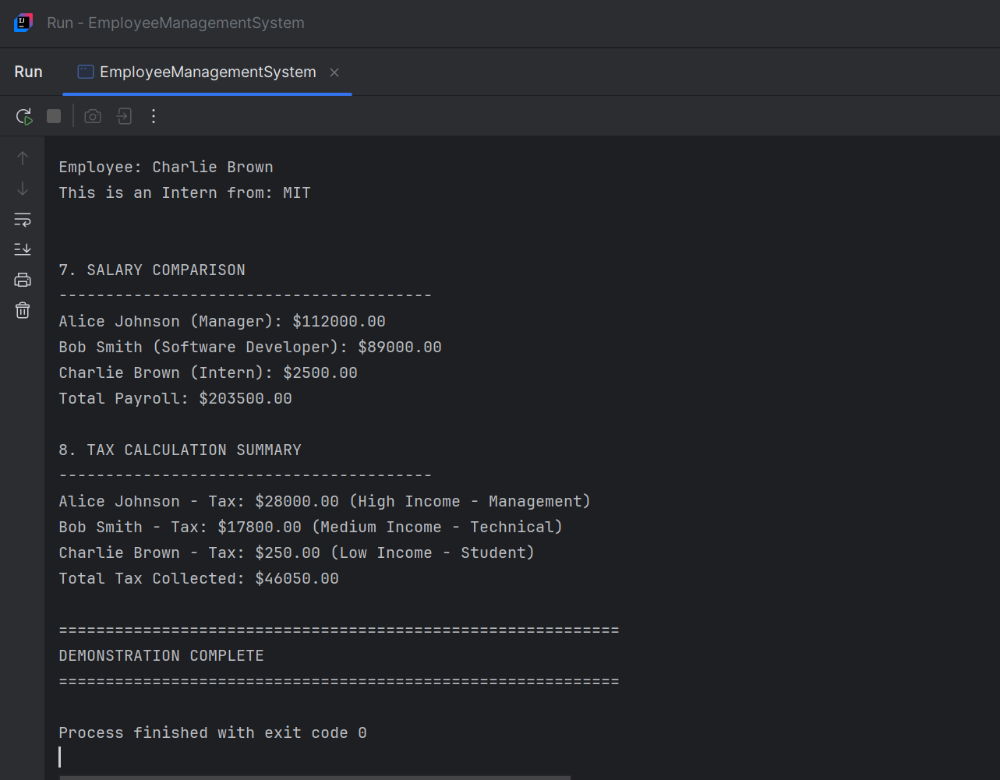 Run - EmployeeManagementSystem
Run
EmployeeManagementSystem
Employee: Charlie Brown
This is an Intern from: MIT
7. SALARY COMPARISON
----------------------------------------
Alice Johnson (Manager): $112000.00
Bob Smith (Software Developer): $89000.00
Charlie Brown (Intern): $2500.00
Total Payroll: $203500.00
8. TAX CALCULATION SUMMARY
----------------------------------------
Alice Johnson - Tax: $28000.00 (High Income - Management)
Bob Smith - Tax: $17800.00 (Medium Income - Technical)
Charlie Brown - Tax: $250.00 (Low Income - Student)
Total Tax Collected: $46050.00
============================================================
DEMONSTRATION COMPLETE
============================================================
Process finished with exit code 0